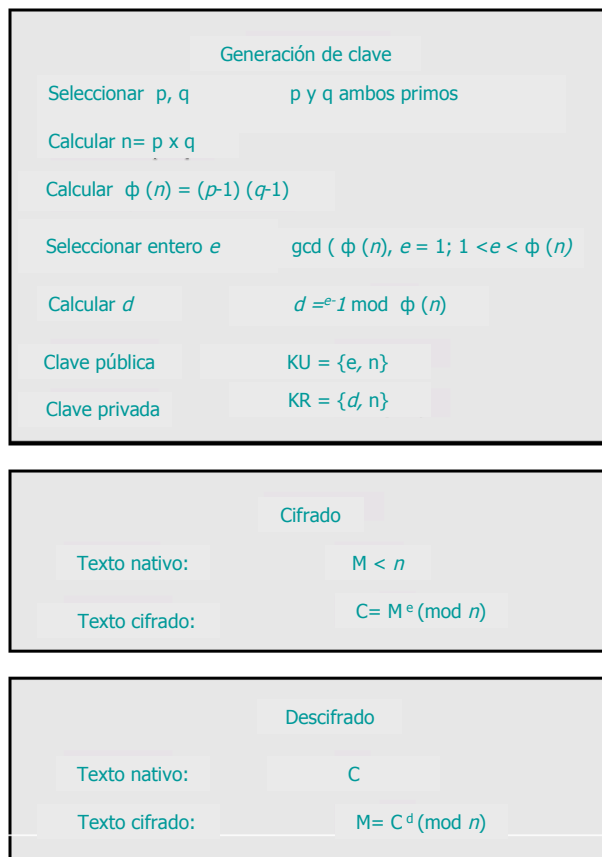 Generación de clave
Seleccionar p, q p y q ambos primos
Calcular n= p x q
Calcular ф (n) = (p-1) (q-1)
Seleccionar entero e gcd ( ф (n), e = 1; 1 <e < ф (n)
Calcular d d =e-1 mod ф (n)
Clave pública KU = {e, n}
Clave privada KR = {d, n}
Cifrado
Texto nativo: M < n
Texto cifrado: C= M e (mod n)
Descifrado
Texto nativo: C
Texto cifrado: M= C d (mod n)